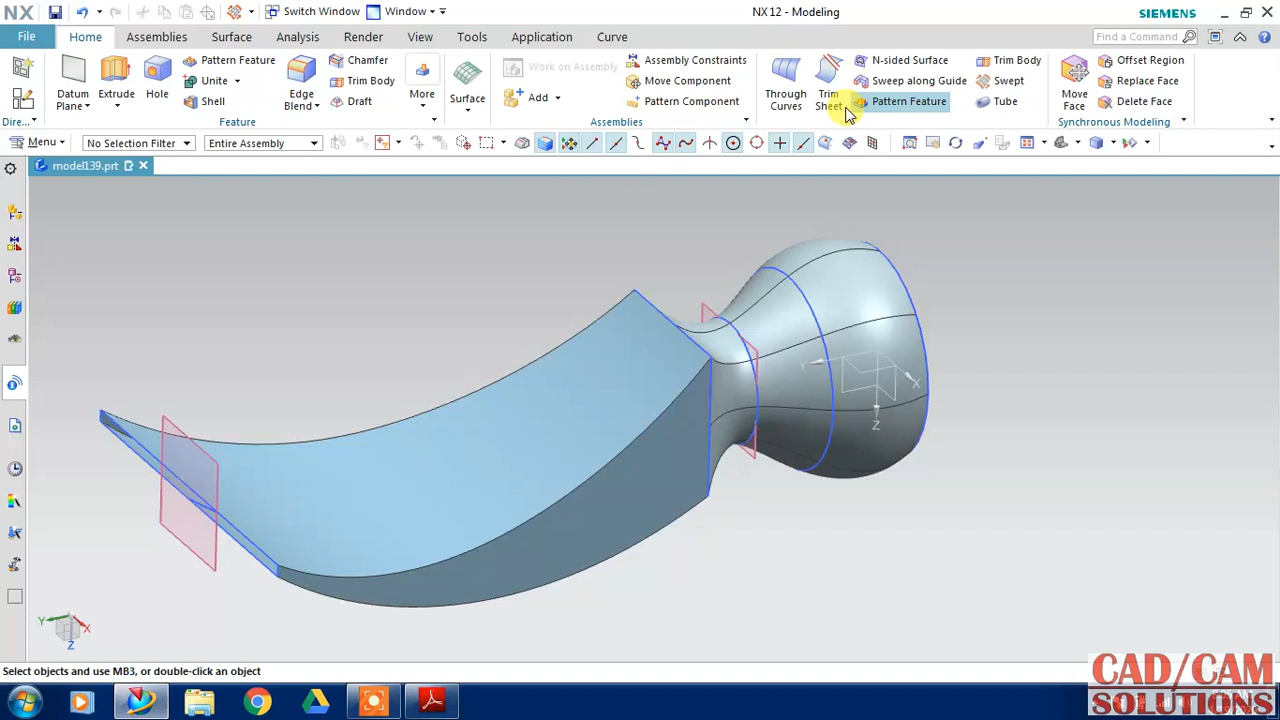 NX
Switch Window
Window
NX 12 - Modeling
SIEMENS
File
Home
Assemblies
Surface
Analysis
Render
View
Tools
Application
Curve
Find a Command
Datum Plane
Extrude
Hole
Pattern Feature
Unite
Shell
Edge Blend
Chamfer
Trim Body
Draft
More
Surface
Work on Assembly
Add
Assembly Constraints
Move Component
Pattern Component
Through Curves
Trim Sheet
N-sided Surface
Sweep along Guide
Pattern Feature
Trim Body
Swept
Tube
Move Face
Offset Region
Replace Face
Delete Face
Dire...
Feature
Assemblies
Synchronous Modeling
Menu
No Selection Filter
Entire Assembly
model139.prt
Y
X
Z
Y
X
Z
Select objects and use MB3, or double-click an object
CAD/CAM
SOLUTIONS